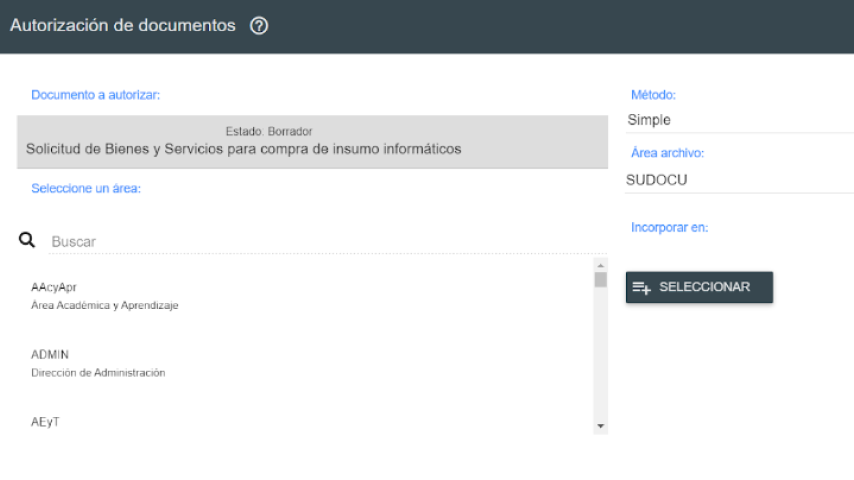 Autorización de documentos ?
Documento a autorizar:
Estado: Borrador
Solicitud de Bienes y Servicios para compra de insumo informáticos
Seleccione un área:
Buscar
AAcyApr
Área Académica y Aprendizaje
ADMIN
Dirección de Administración
AEyT
Método:
Simple
Área archivo:
SUDOCU
Incorporar en:
SELECCIONAR